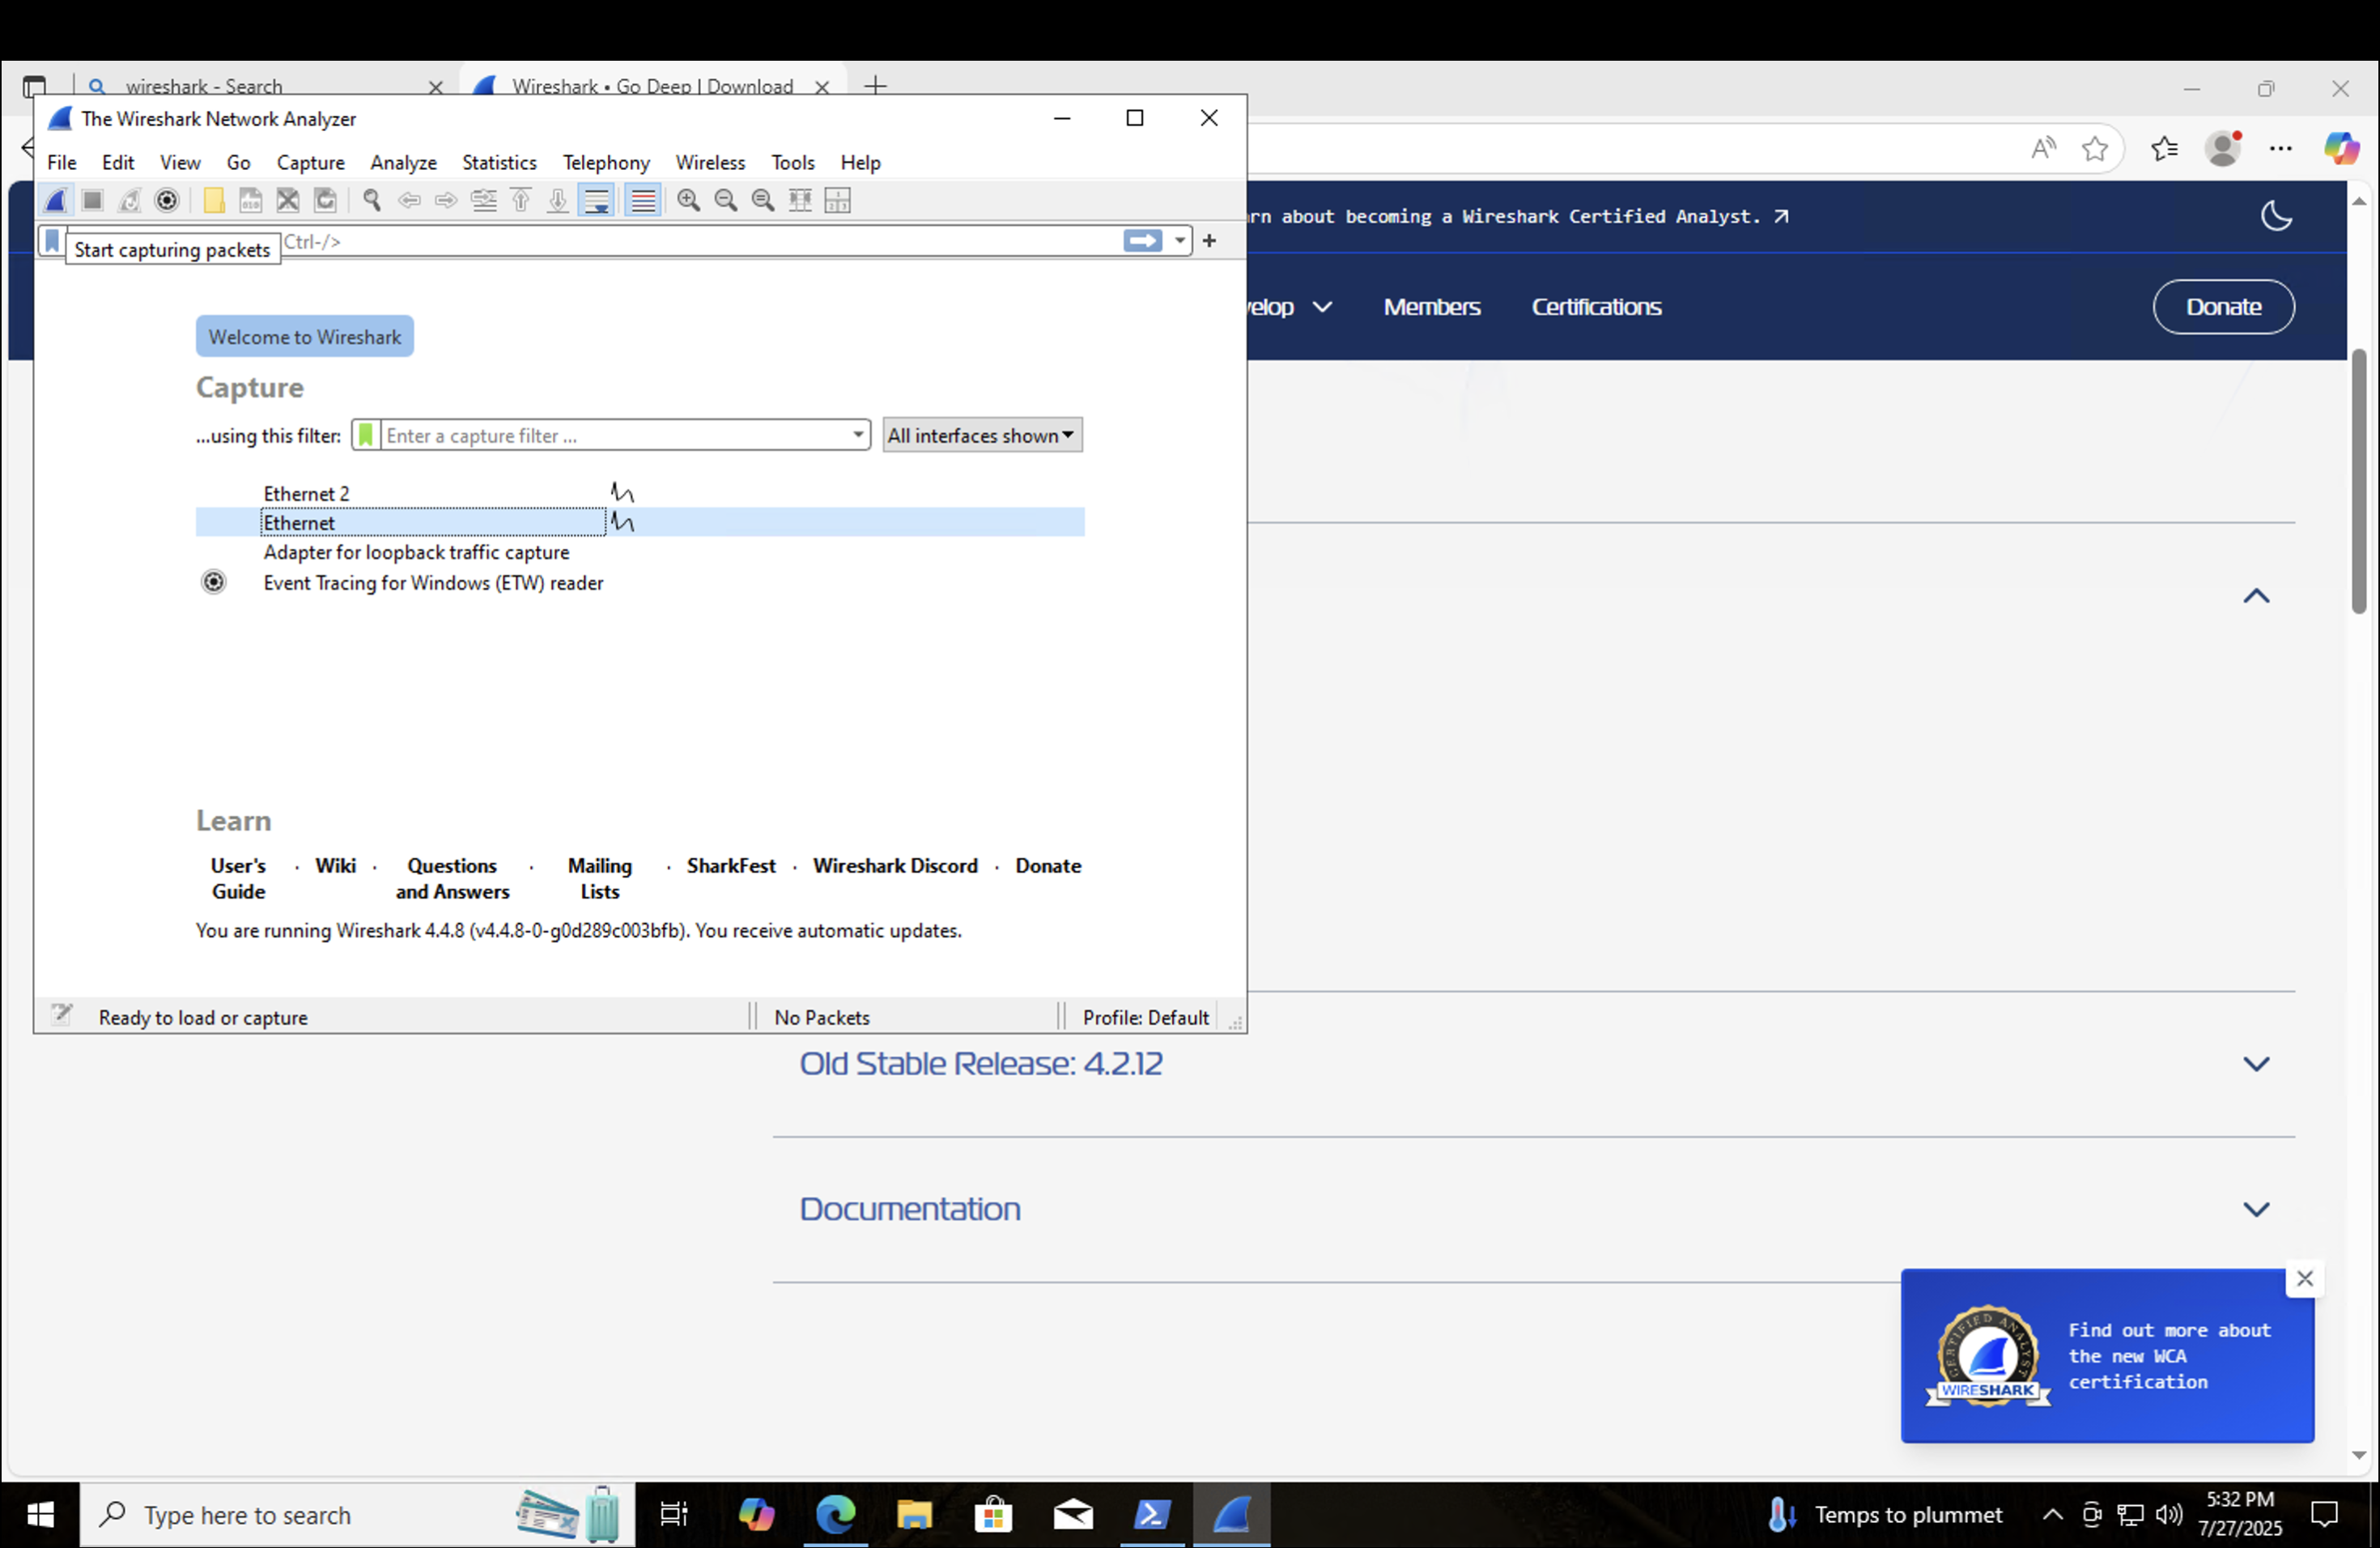 wireshark - Search
Wireshark • Go Deep | Download
The Wireshark Network Analyzer
File Edit View Go Capture Analyze Statistics Telephony Wireless Tools Help
Ctrl-/>
Start capturing packets
Welcome to Wireshark
Capture
...using this filter: Enter a capture filter ... All interfaces shown
Ethernet 2
Ethernet
Adapter for loopback traffic capture
Event Tracing for Windows (ETW) reader
Learn
User's Guide · Wiki · Questions and Answers · Mailing Lists · SharkFest · Wireshark Discord · Donate
You are running Wireshark 4.4.8 (v4.4.8-0-g0d289c003bfb). You receive automatic updates.
Ready to load or capture
No Packets
Profile: Default
rn about becoming a Wireshark Certified Analyst.
velop Members Certifications Donate
Old Stable Release: 4.2.12
Documentation
CERTIFIED ANALYST
WIRESHARK
Find out more about
the new WCA
certification
Type here to search
Temps to plummet
5:32 PM
7/27/2025